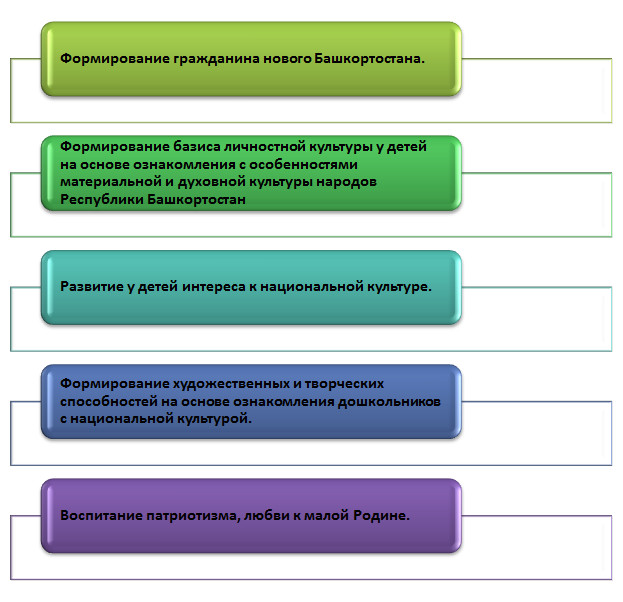 Формирование гражданина нового Башкортостана.
Формирование базиса личностной культуры у детей
на основе ознакомления с особенностями
материальной и духовной культуры народов
Республики Башкортостан
Развитие у детей интереса к национальной культуре.
Формирование художественных и творческих
способностей на основе ознакомления дошкольников
с национальной культурой.
Воспитание патриотизма, любви к малой Родине.